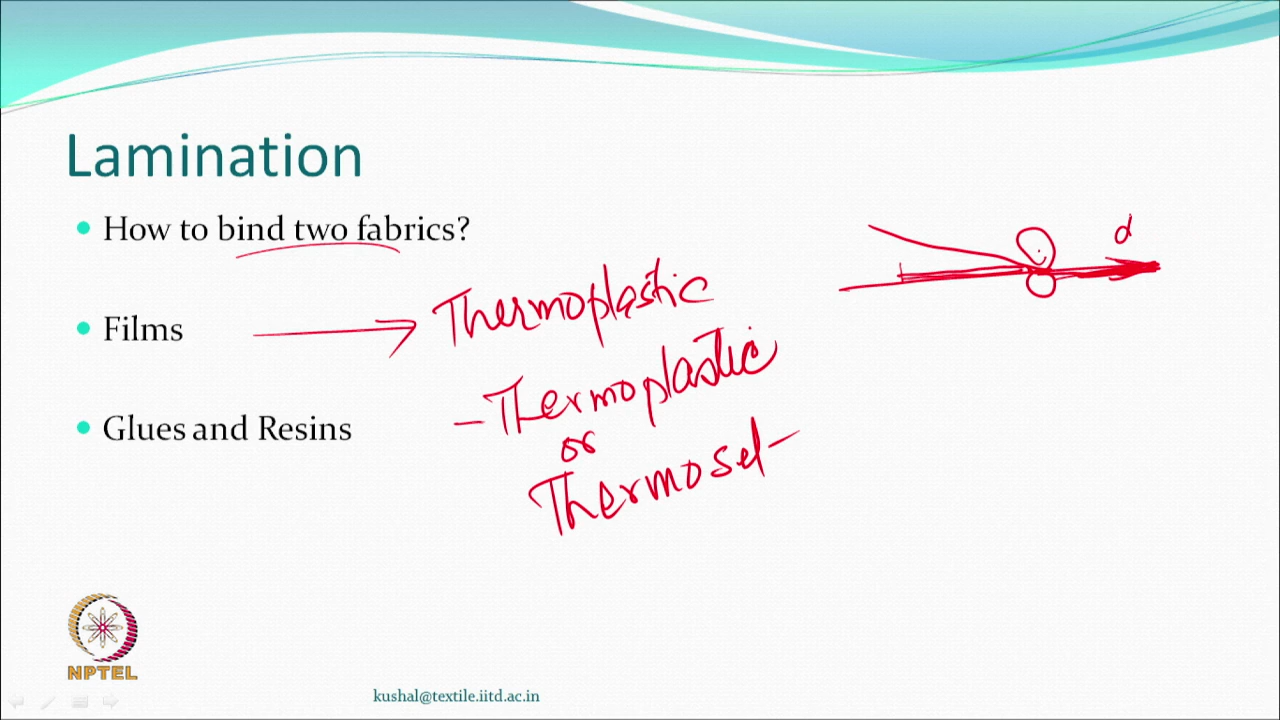 Lamination
How to bind two fabrics?
Films
Thermoplastic
Glues and Resins
– Thermoplastic
or
Thermoset
d
NPTEL
kushal@textile.iitd.ac.in